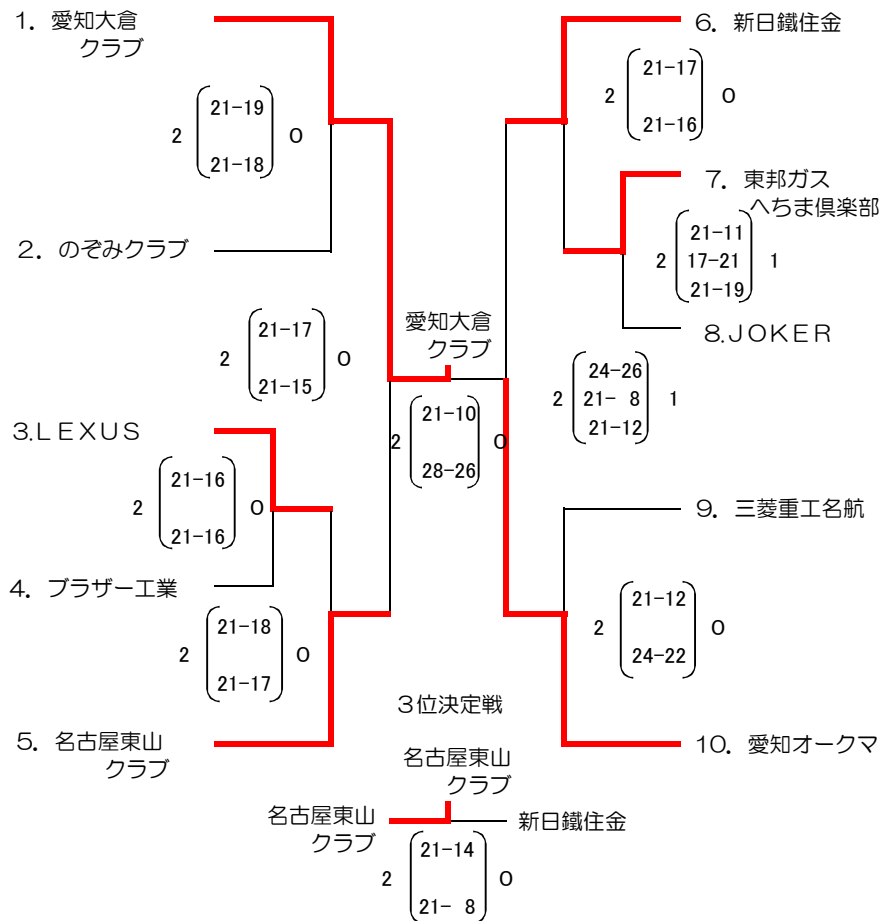 1. 愛知大倉
クラブ
2 21-19 0
21-18
2. のぞみクラブ
21-17
2 0
21-15
3.LEXUS
21-16
2 0
21-16
4. ブラザー工業
21-18
2 0
21-17
5. 名古屋東山
クラブ
愛知大倉
クラブ
21-10
2 0
28-26
6. 新日鐵住金
21-17
2 0
21-16
7. 東邦ガス
へちま倶楽部
21-11
2 17-21 1
21-19
8.JOKER
24-26
2 21- 8 1
21-12
9. 三菱重工名航
21-12
2 0
24-22
10. 愛知オークマ
3位決定戦
名古屋東山
クラブ
名古屋東山
クラブ
新日鐵住金
21-14
2 0
21- 8